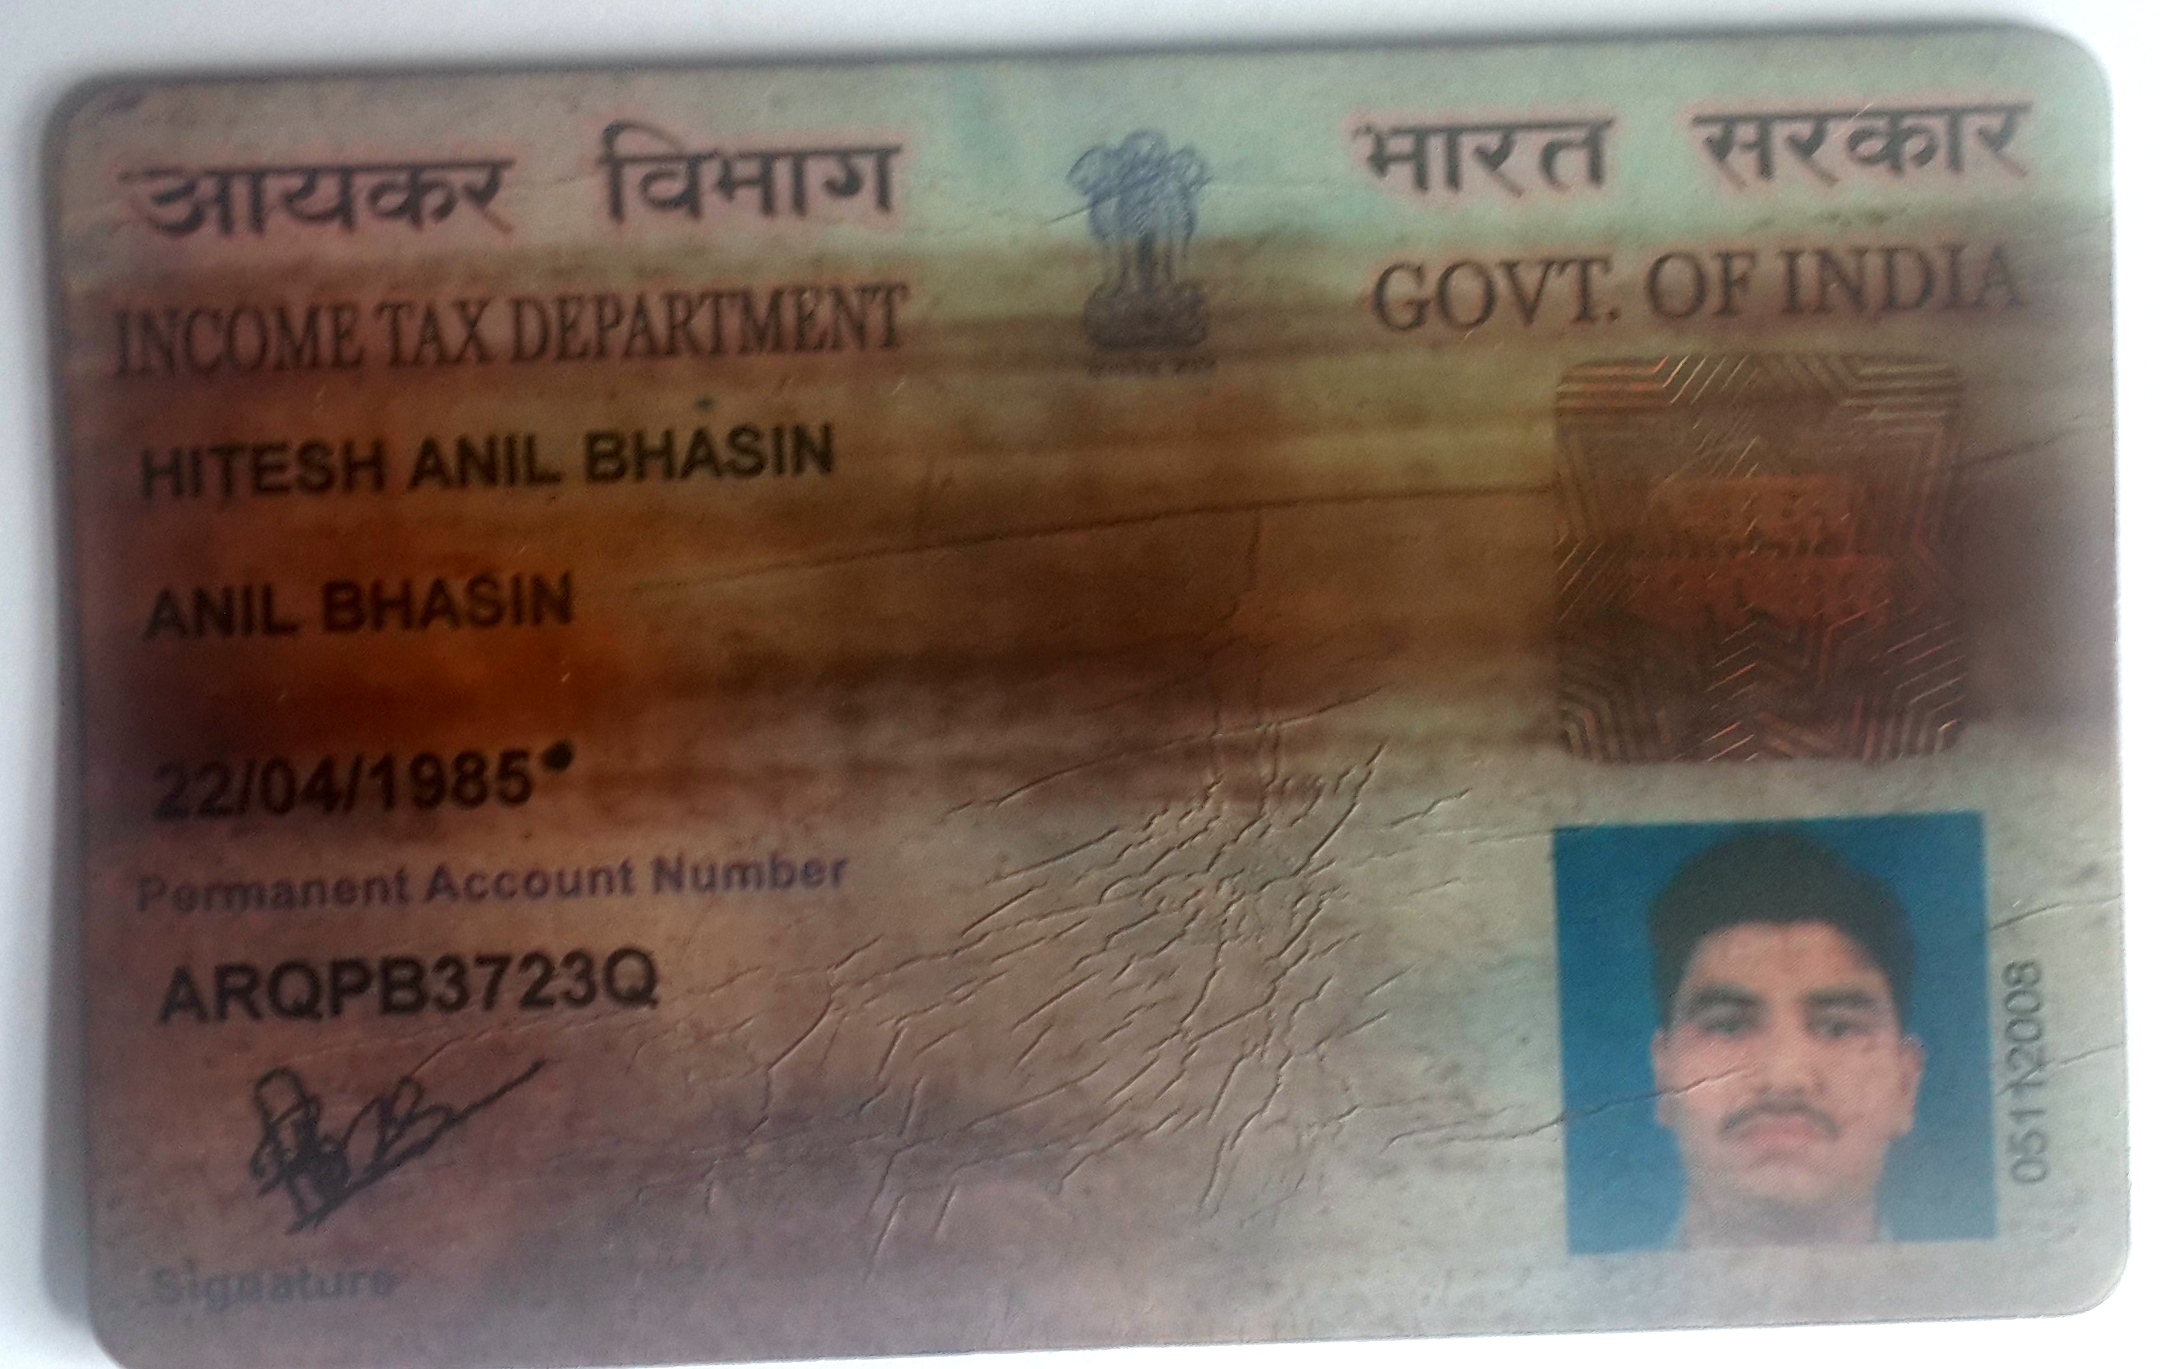 आयकर विभाग
INCOME TAX DEPARTMENT
भारत सरकार
GOVT. OF INDIA
HITESH ANIL BHASIN
ANIL BHASIN
22/04/1985
Permanent Account Number
ARQPB3723Q
Signature
05112008